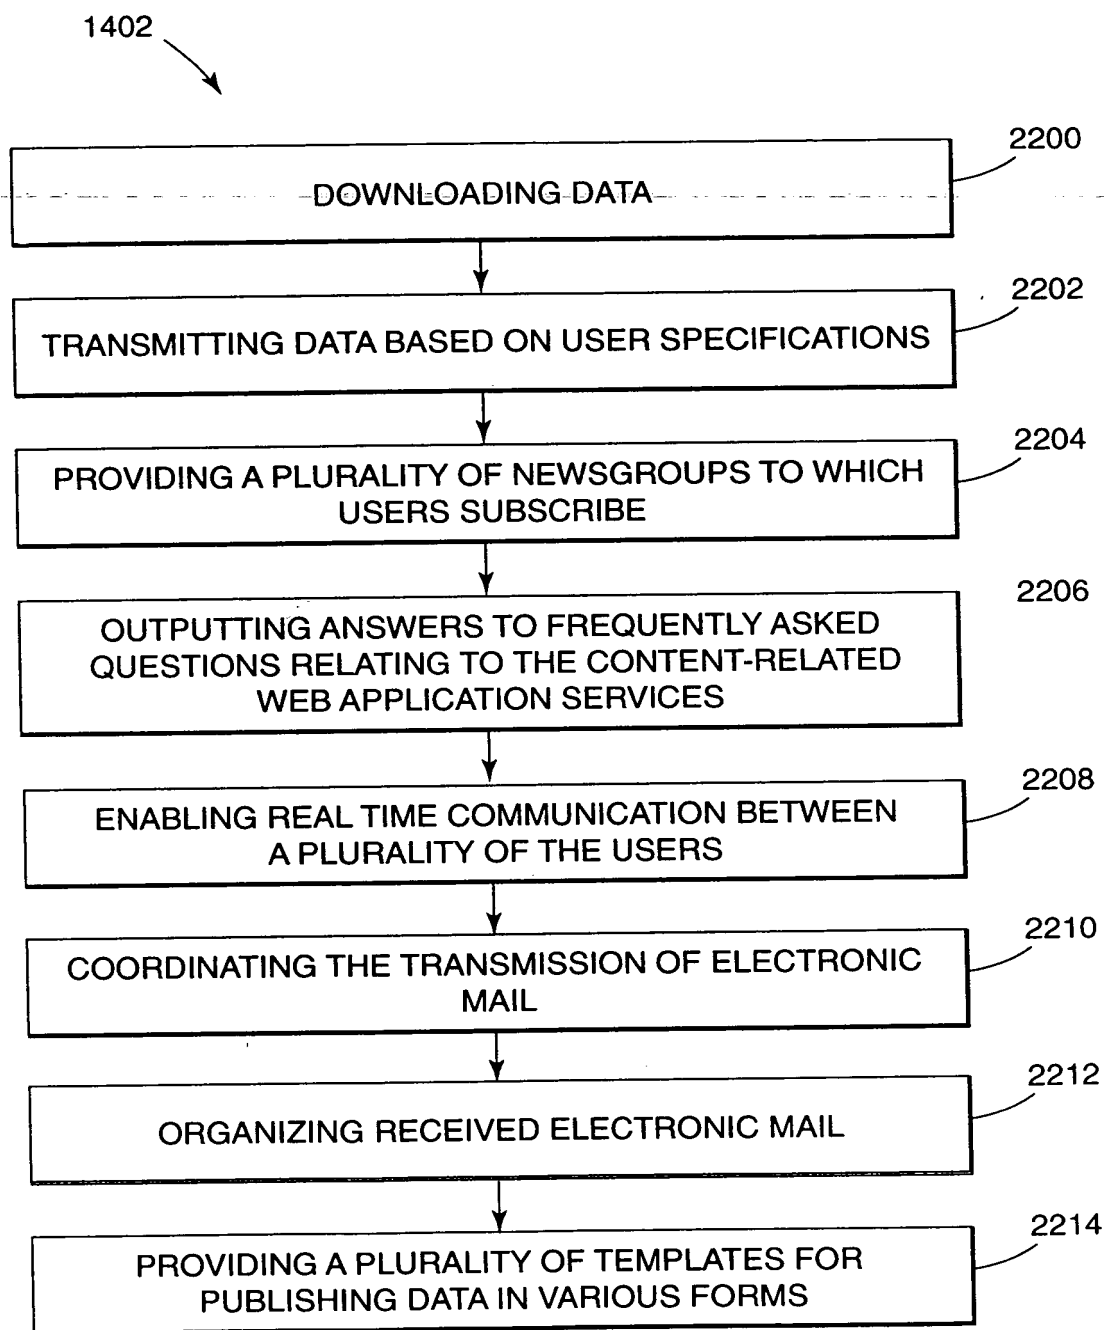 1402
2200
DOWNLOADING DATA
2202
TRANSMITTING DATA BASED ON USER SPECIFICATIONS
2204
PROVIDING A PLURALITY OF NEWSGROUPS TO WHICH
USERS SUBSCRIBE
2206
OUTPUTTING ANSWERS TO FREQUENTLY ASKED
QUESTIONS RELATING TO THE CONTENT-RELATED
WEB APPLICATION SERVICES
2208
ENABLING REAL TIME COMMUNICATION BETWEEN
A PLURALITY OF THE USERS
2210
COORDINATING THE TRANSMISSION OF ELECTRONIC
MAIL
2212
ORGANIZING RECEIVED ELECTRONIC MAIL
2214
PROVIDING A PLURALITY OF TEMPLATES FOR
PUBLISHING DATA IN VARIOUS FORMS